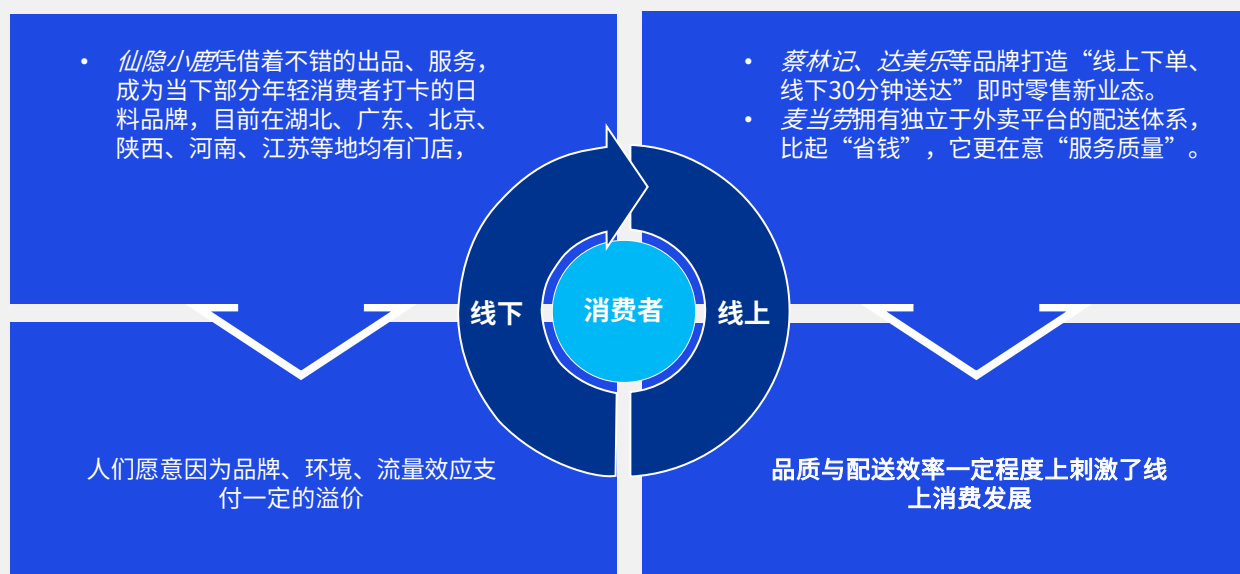 • 仙隐小鹿凭借着不错的出品、服务，
成为当下部分年轻消费者打卡的日
料品牌，目前在湖北、广东、北京、
陕西、河南、江苏等地均有门店，
• 蔡林记、达美乐等品牌打造“线上下单、
线下30分钟送达”即时零售新业态。
• 麦当劳拥有独立于外卖平台的配送体系，
比起“省钱”，它更在意“服务质量”。
线下
消费者
线上
人们愿意因为品牌、环境、流量效应支
付一定的溢价
品质与配送效率一定程度上刺激了线
上消费发展